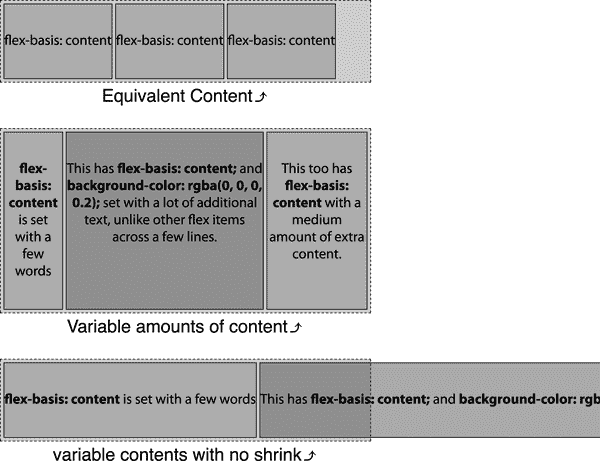 flex-basis: content flex-basis: content flex-basis: content
Equivalent Content
flex-
basis:
content
is set
with a
few
words
This has flex-basis: content; and
background-color: rgba(0, 0, 0,
0.2); set with a lot of additional
text, unlike other flex items
across a few lines.
This too has
flex-basis:
content with a
medium
amount of extra
content.
Variable amounts of content
flex-basis: content is set with a few words This has flex-basis: content; and background-color: rgb
variable contents with no shrink